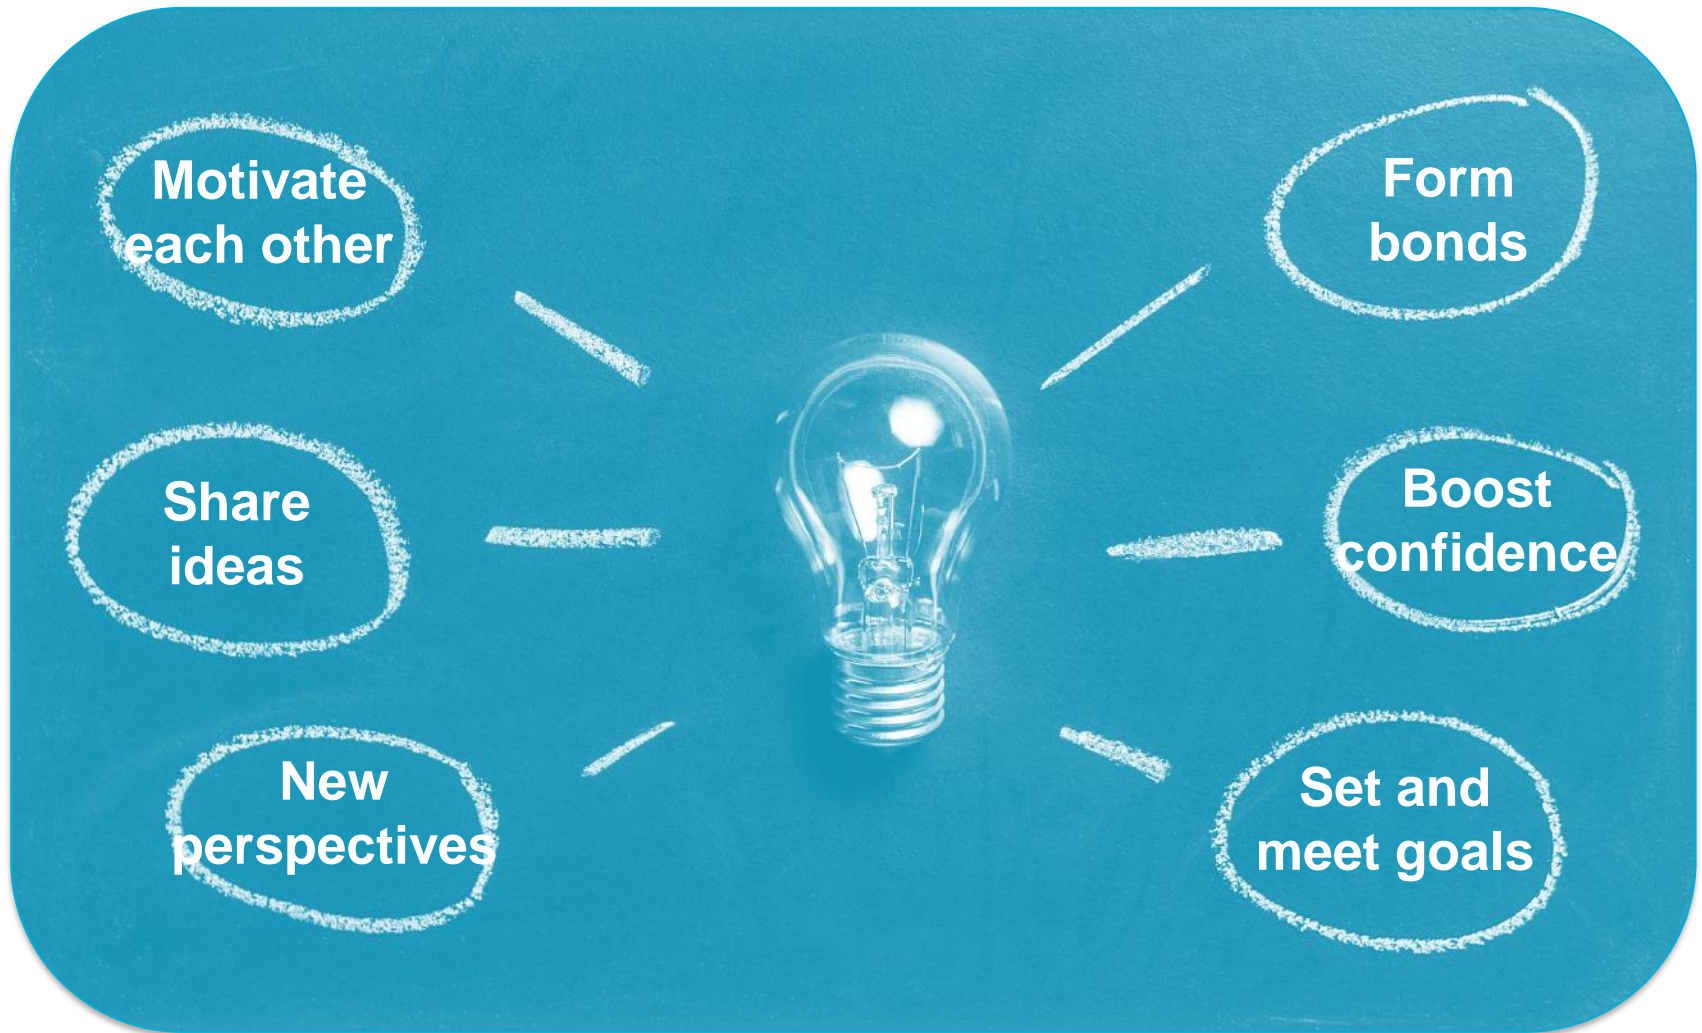 Motivate
each other
Share
ideas
New
perspectives
Form
bonds
Boost
confidence
Set and
meet goals